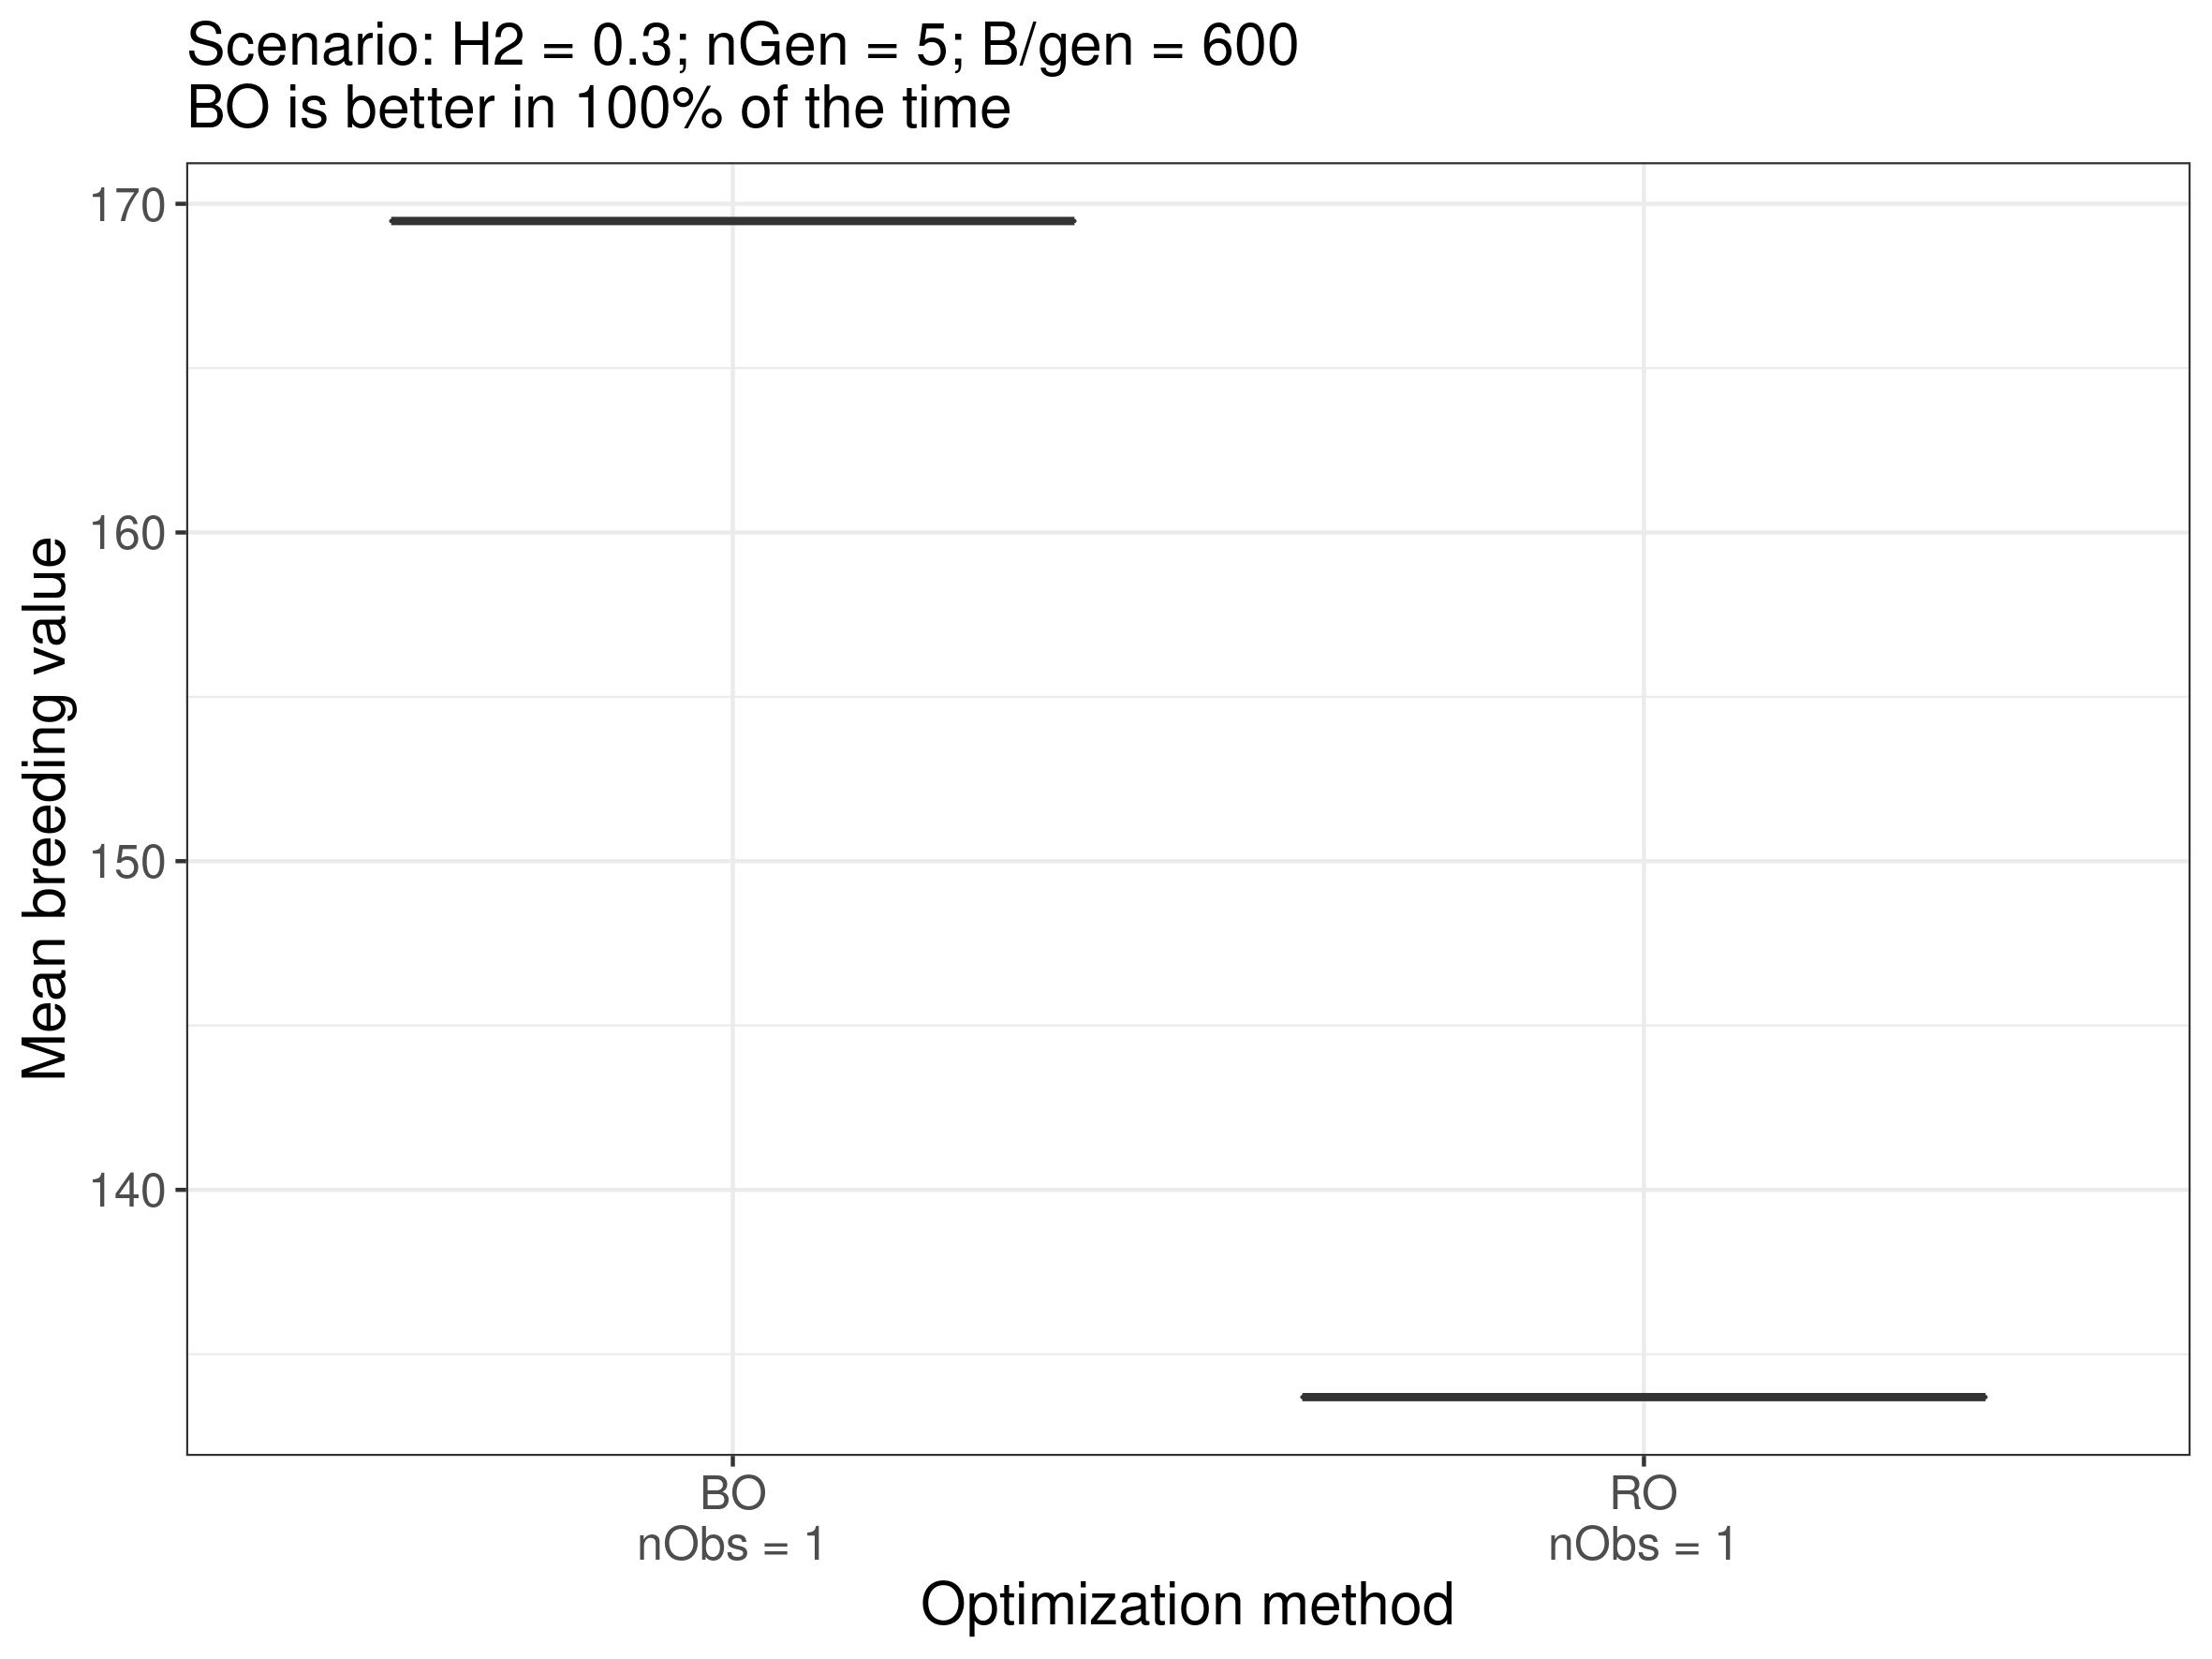 Scenario: H2 = 0.3; nGen = 5; B/gen = 600
BO is better in 100% of the time
Mean breeding value
170
160
150
140
BO
nObs = 1
RO
nObs = 1
Optimization method